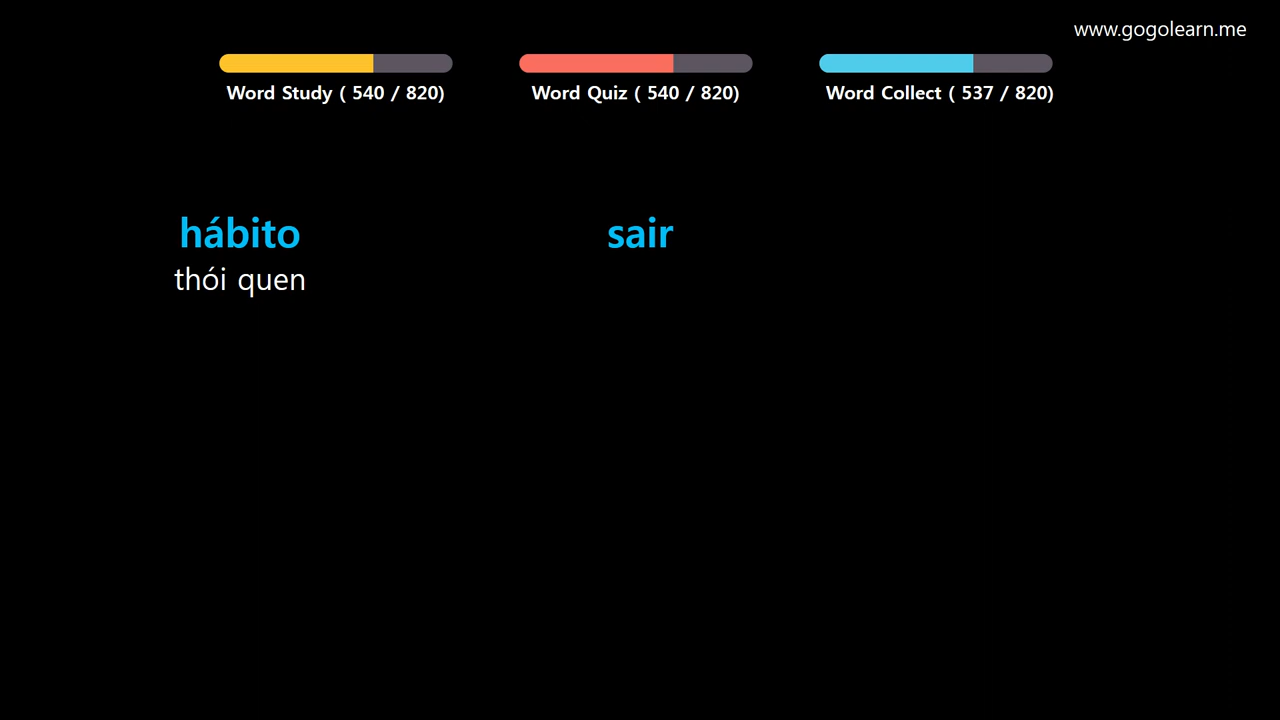 www.gogolearn.me
Word Study ( 540 / 820)
Word Quiz ( 540 / 820)
Word Collect ( 537 / 820)
hábito
thói quen
sair